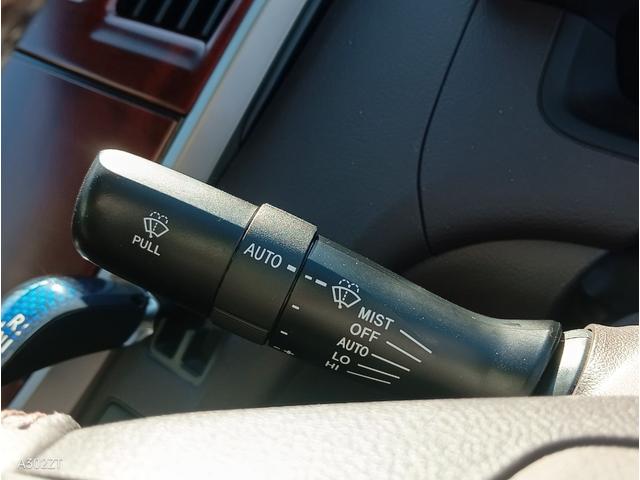 PULL
AUTO
MIST
OFF
AUTO
LO
HI
R
A302ZT